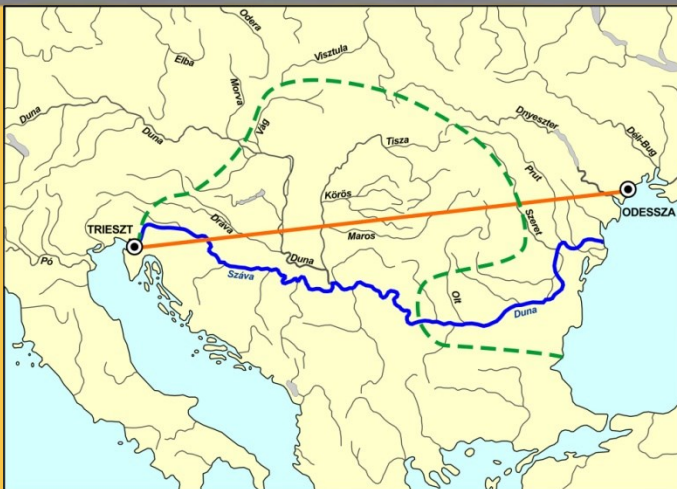 Odera
Visztula
Elba
Morva
Duna
Duna
Vág
Dnyeszter
Déli-Bug
Tisza
Prut
Körös
ODESSZA
Szeret
TRIESZT
Dráva
Maros
Duna
Pó
Száva
Olt
Duna